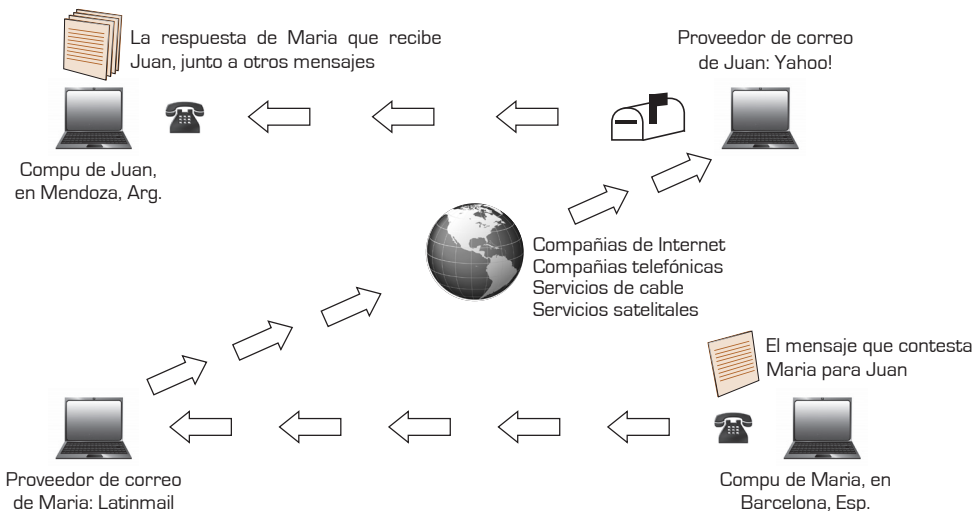 La respuesta de Maria que recibe
Juan, junto a otros mensajes
Proveedor de correo
de Juan: Yahoo!
Compu de Juan,
en Mendoza, Arg.
Compañias de Internet
Compañias telefónicas
Servicios de cable
Servicios satelitales
El mensaje que contesta
Maria para Juan
Proveedor de correo
de Maria: Latinmail
Compu de Maria, en
Barcelona, Esp.